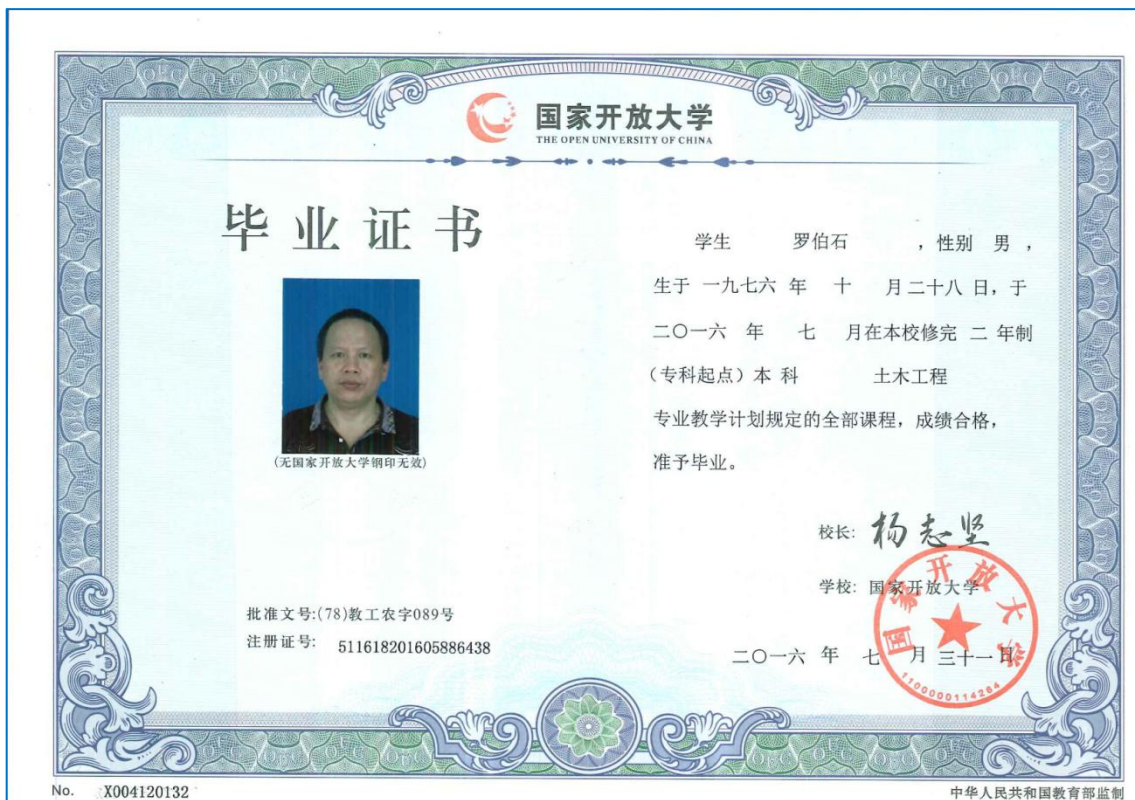 国家开放大学
THE OPEN UNIVERSITY OF CHINA
毕业证书
(无国家开放大学钢印无效)
批准文号:(78)教工农字089号
注册证号: 511618201605886438
学生 罗伯石 ,性别 男,
生于 一九七六 年 十 月二十八 日,于
二〇一六 年 七 月在本校修完 二 年制
(专科起点)本 科 土木工程
专业教学计划规定的全部课程,成绩合格,
准予毕业。
校长: 杨志坚
学校: 国家开放大学
二〇一六 年 七 月 三十一日
国家开放大学
1100000114264
No. X004120132
中华人民共和国教育部监制